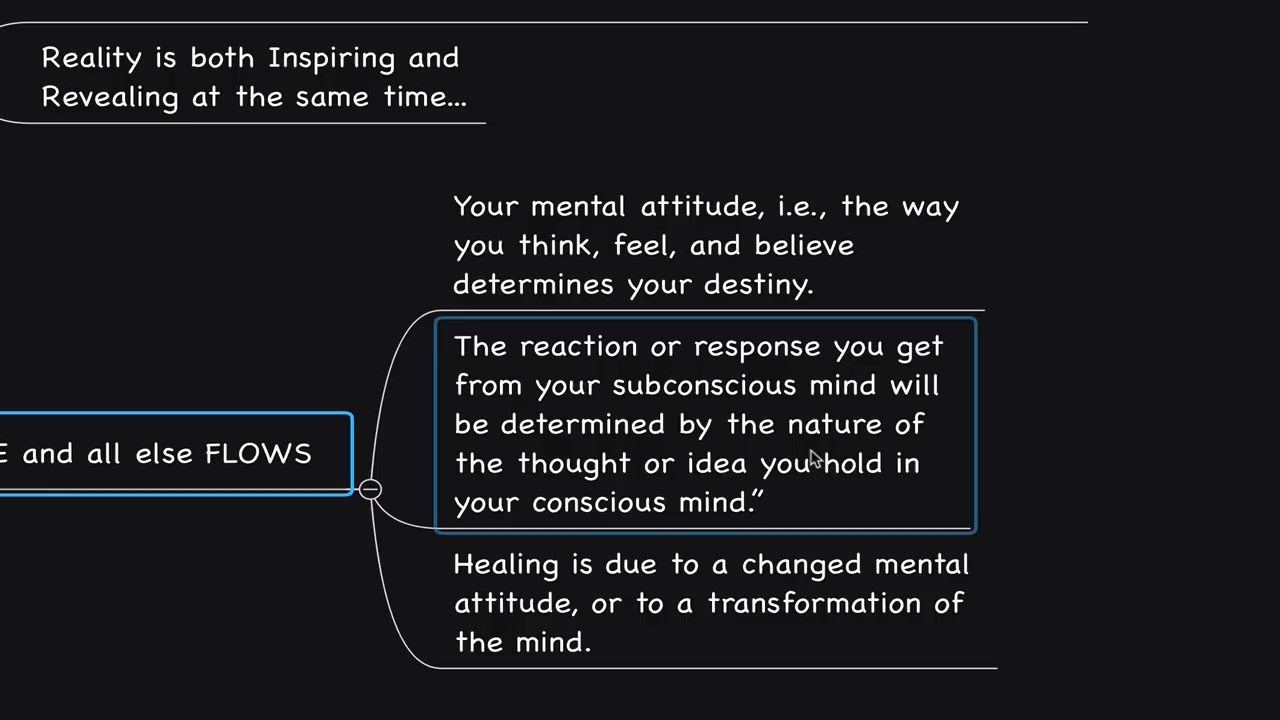 Reality is both Inspiring and
Revealing at the same time...
Your mental attitude, i.e., the way
you think, feel, and believe
determines your destiny.
The reaction or response you get
from your subconscious mind will
be determined by the nature of
the thought or idea you hold in
your conscious mind.”
E and all else FLOWS
Healing is due to a changed mental
attitude, or to a transformation of
the mind.